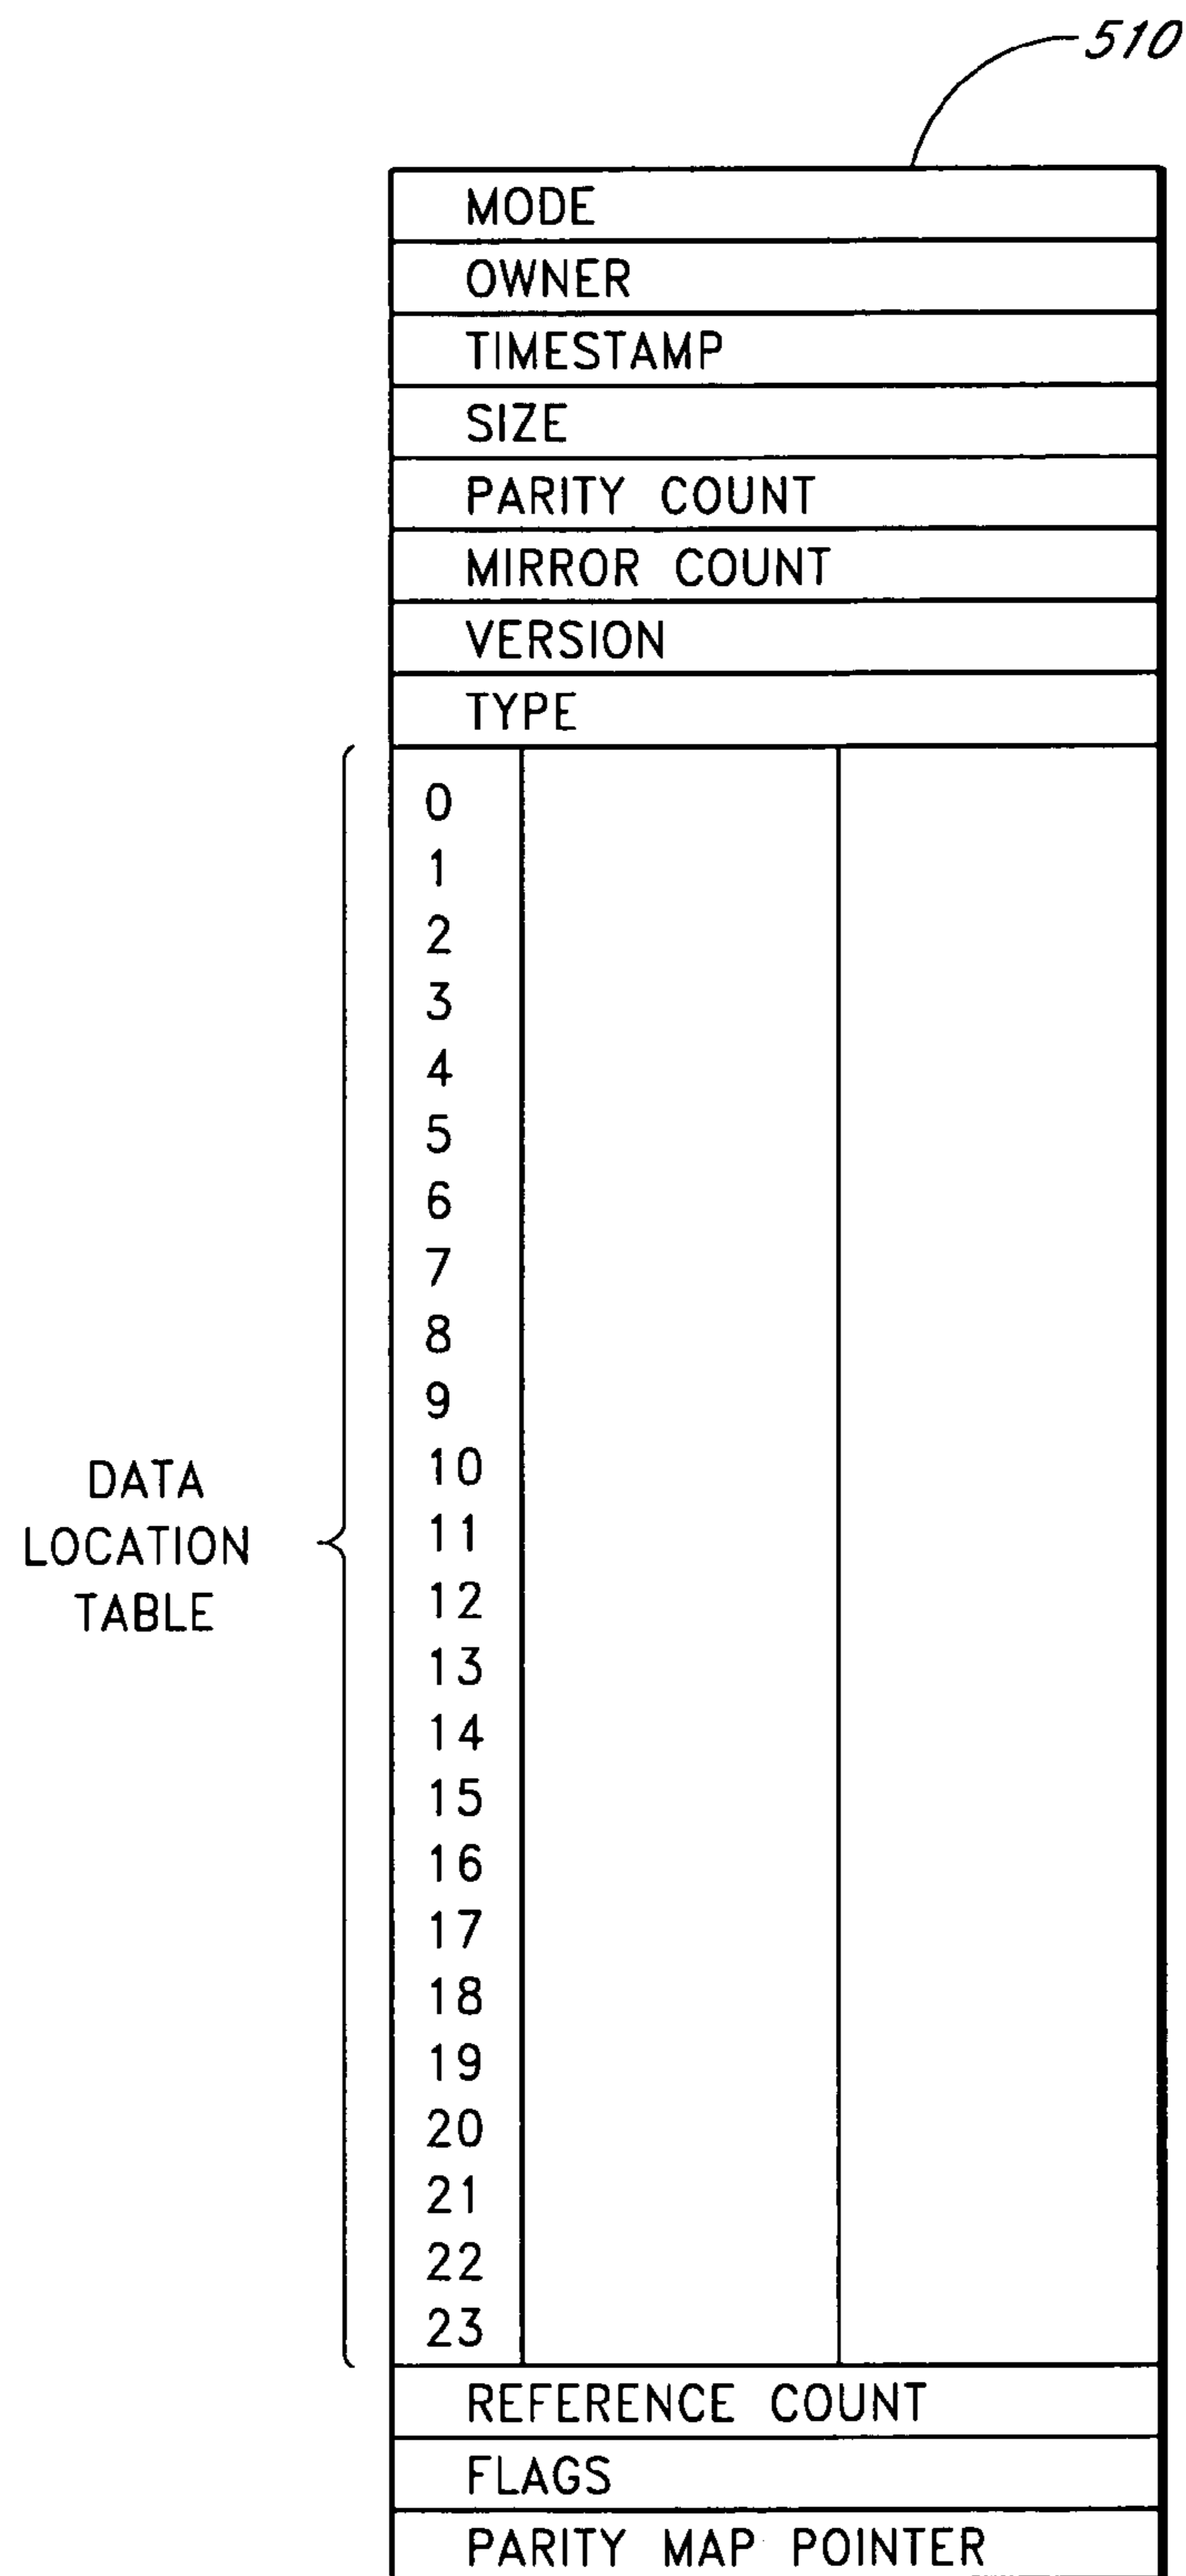 510
MODE
OWNER
TIMESTAMP
SIZE
PARITY COUNT
MIRROR COUNT
VERSION
TYPE
0
1
2
3
4
5
6
7
8
9
10
11
12
13
14
15
16
17
18
19
20
21
22
23
DATA
LOCATION
TABLE
REFERENCE COUNT
FLAGS
PARITY MAP POINTER